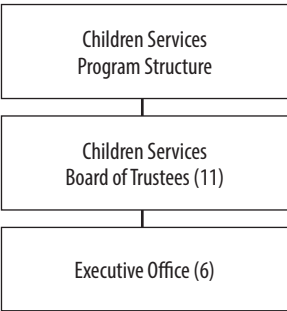 Children Services
Program Structure
Children Services
Board of Trustees (11)
Executive Office (6)